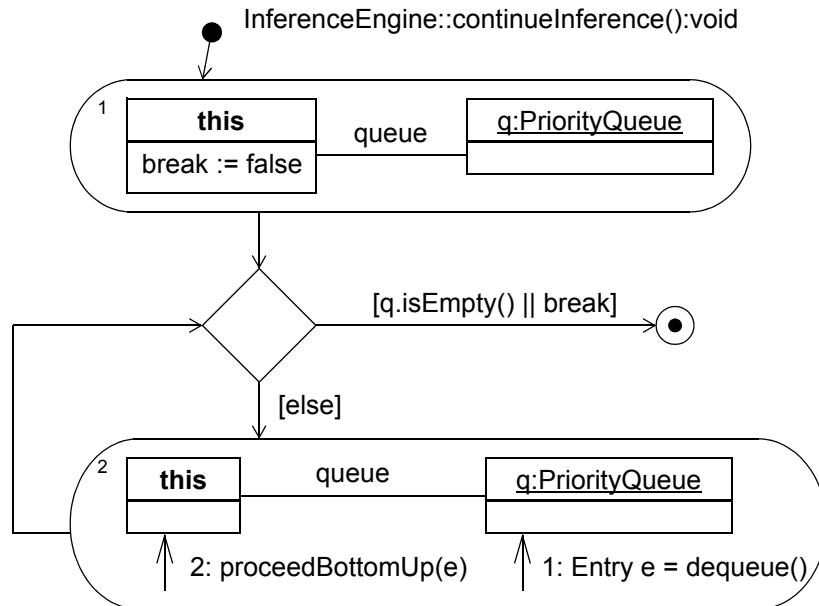 InferenceEngine::continueInference():void
1
this
queue
q:PriorityQueue
break := false
[q.isEmpty() || break]
[else]
2
this
queue
q:PriorityQueue
2: proceedBottomUp(e)
1: Entry e = dequeue()